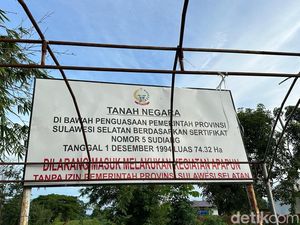 TANAH NEGARA
DI BAWAH PENGUASAAN PEMERINTAH PROVINSI
SULAWESI SELATAN BERDASARKAN SERTIFIKAT
NOMOR 5 SUDIANG
TANGGAL 1 DESEMBER 1994 LUAS 74.32 Ha
DILARANG MASUK MELAKUKAN KEGIATAN APAPUN
TANPA IZIN PEMERINTAH PROVINSI SULAWESI SELATAN
detikcom